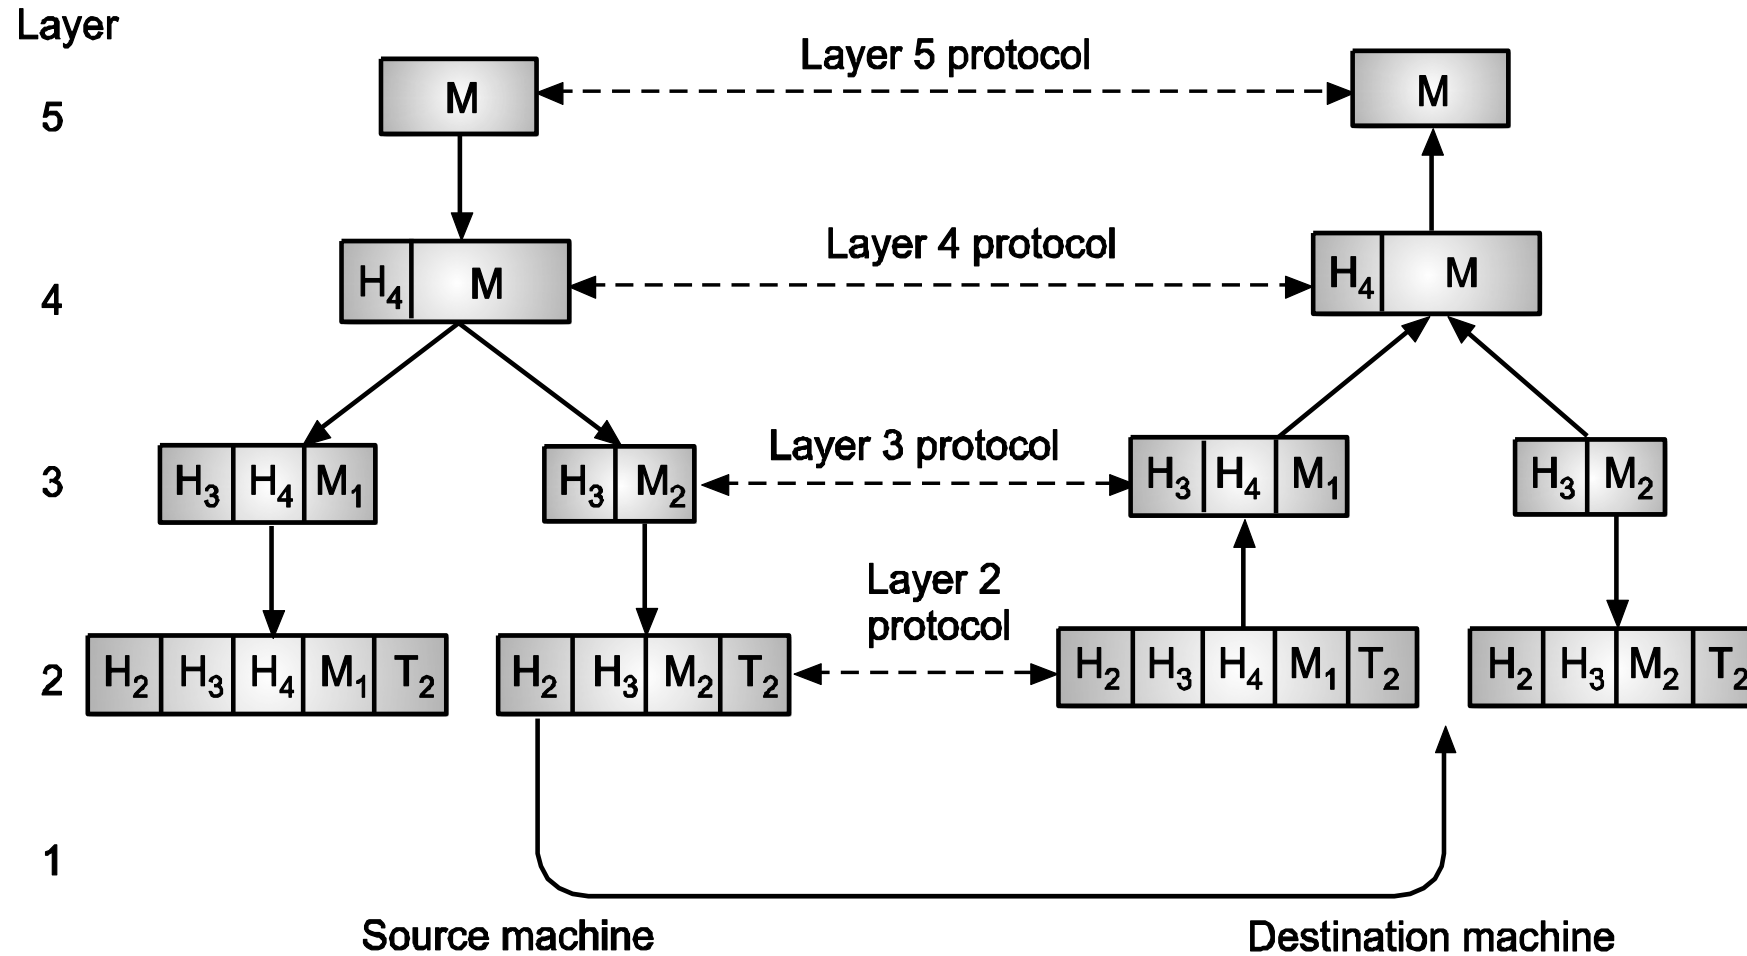 Layer
Layer 5 protocol
M
M
5
Layer 4 protocol
H4 M
H4 M
4
Layer 3 protocol
H3 H4 M1
H3 M2
H3 H4 M1
H3 M2
3
Layer 2
protocol
H2 H3 H4 M1 T2
H2 H3 M2 T2
H2 H3 H4 M1 T2
H2 H3 M2 T2
2
1
Source machine
Destination machine